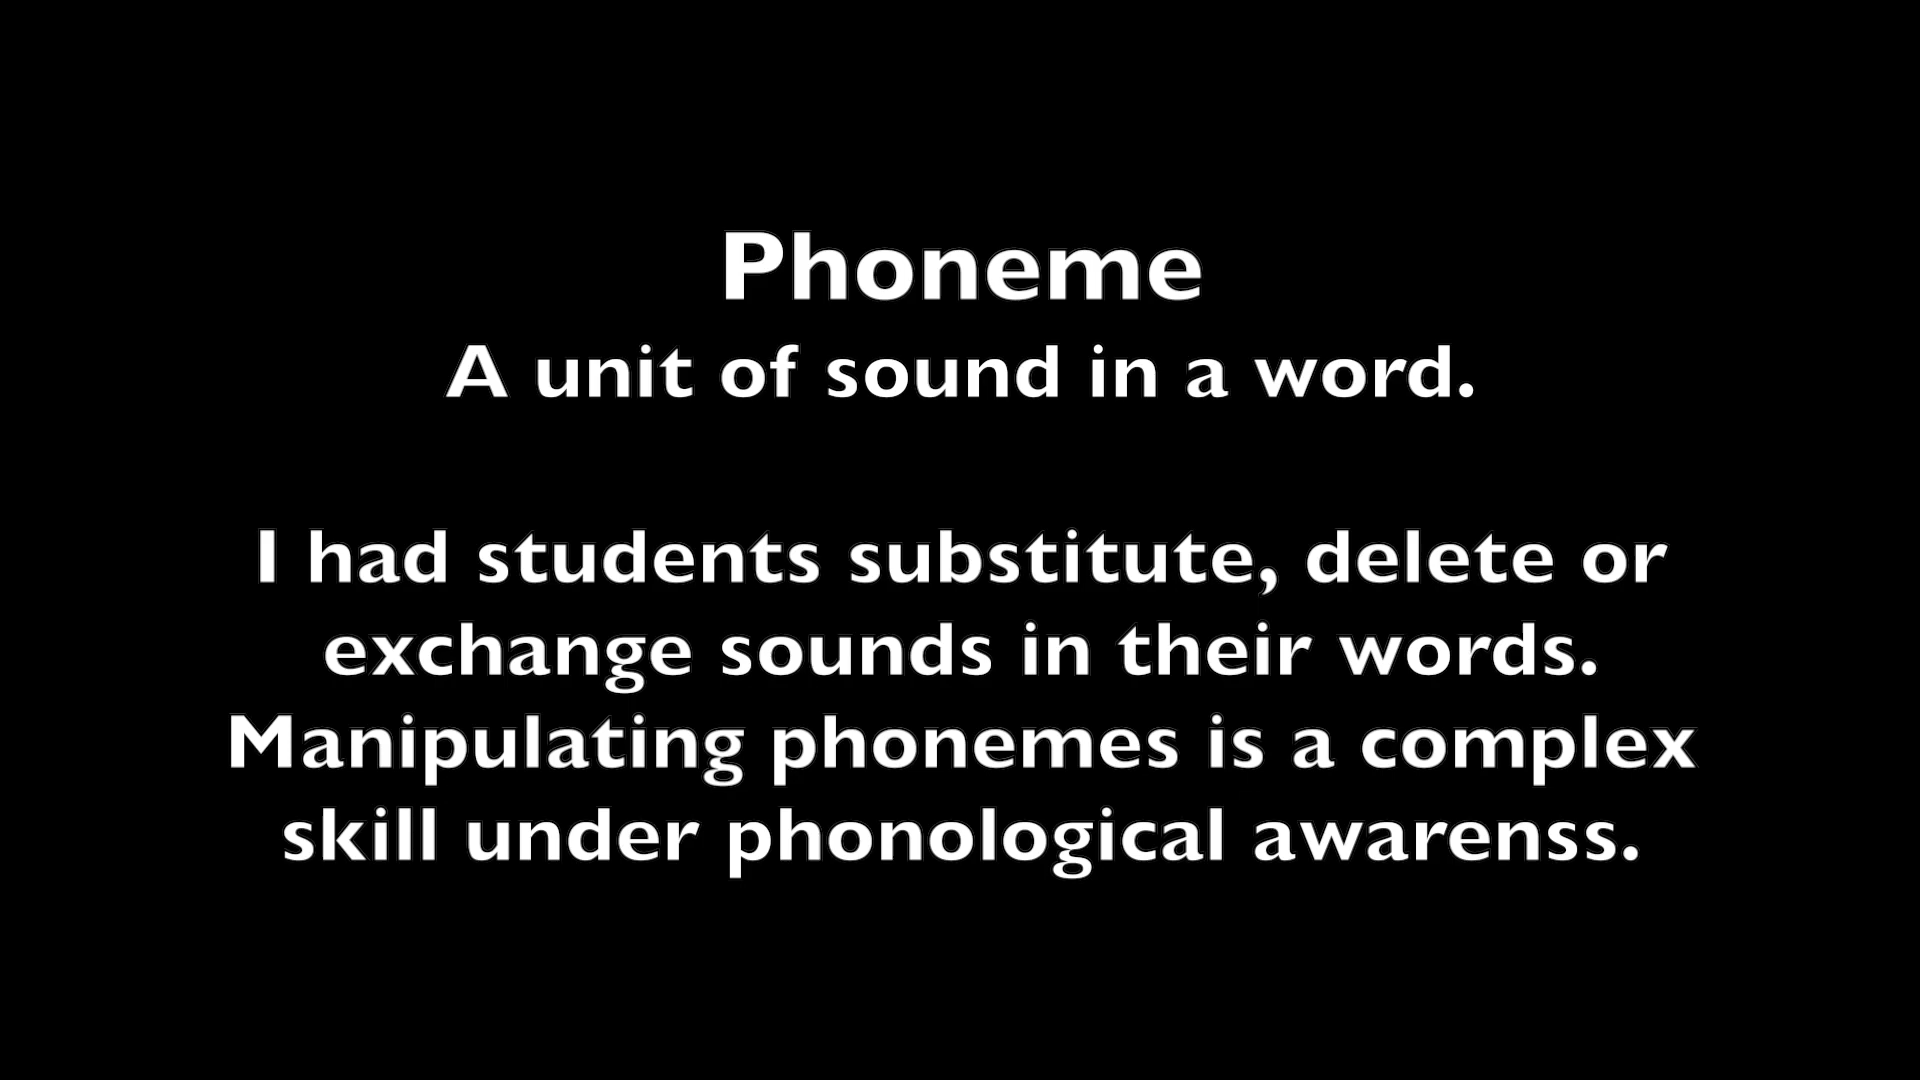 Phoneme
A unit of sound in a word.
I had students substitute, delete or
exchange sounds in their words.
Manipulating phonemes is a complex
skill under phonological awarenss.